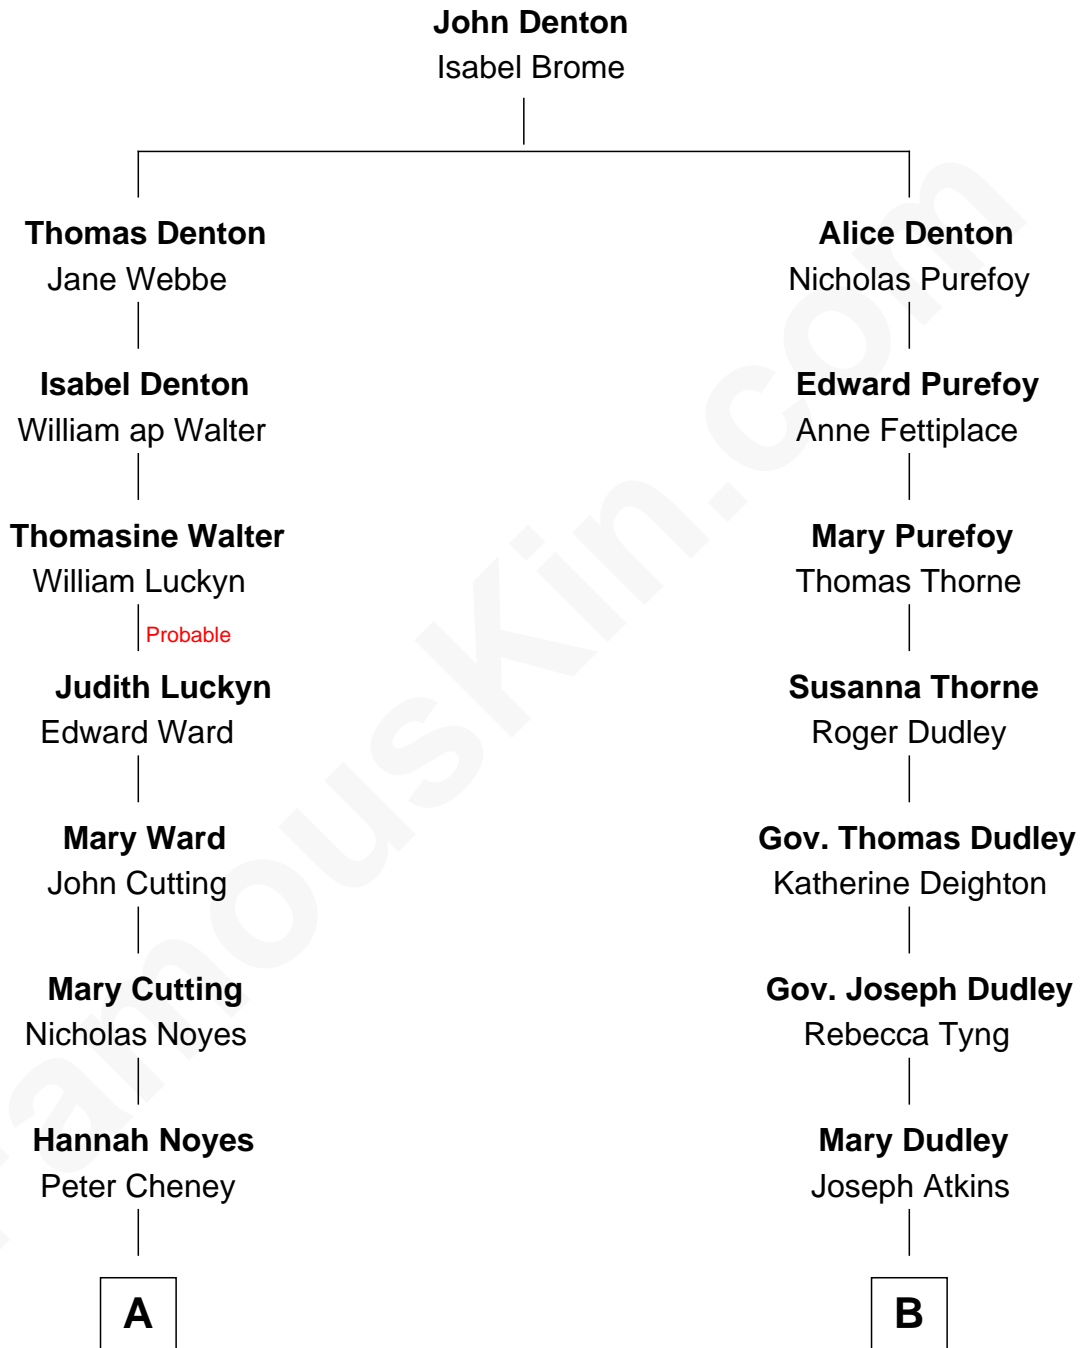 John Denton
Isabel Brome
Thomas Denton
Jane Webbe
Isabel Denton
William ap Walter
Thomasine Walter
William Luckyn
Probable
Judith Luckyn
Edward Ward
Mary Ward
John Cutting
Mary Cutting
Nicholas Noyes
Hannah Noyes
Peter Cheney
A
Alice Denton
Nicholas Purefoy
Edward Purefoy
Anne Fettiplace
Mary Purefoy
Thomas Thorne
Susanna Thorne
Roger Dudley
Gov. Thomas Dudley
Katherine Deighton
Gov. Joseph Dudley
Rebecca Tyng
Mary Dudley
Joseph Atkins
B
FamousKin.com